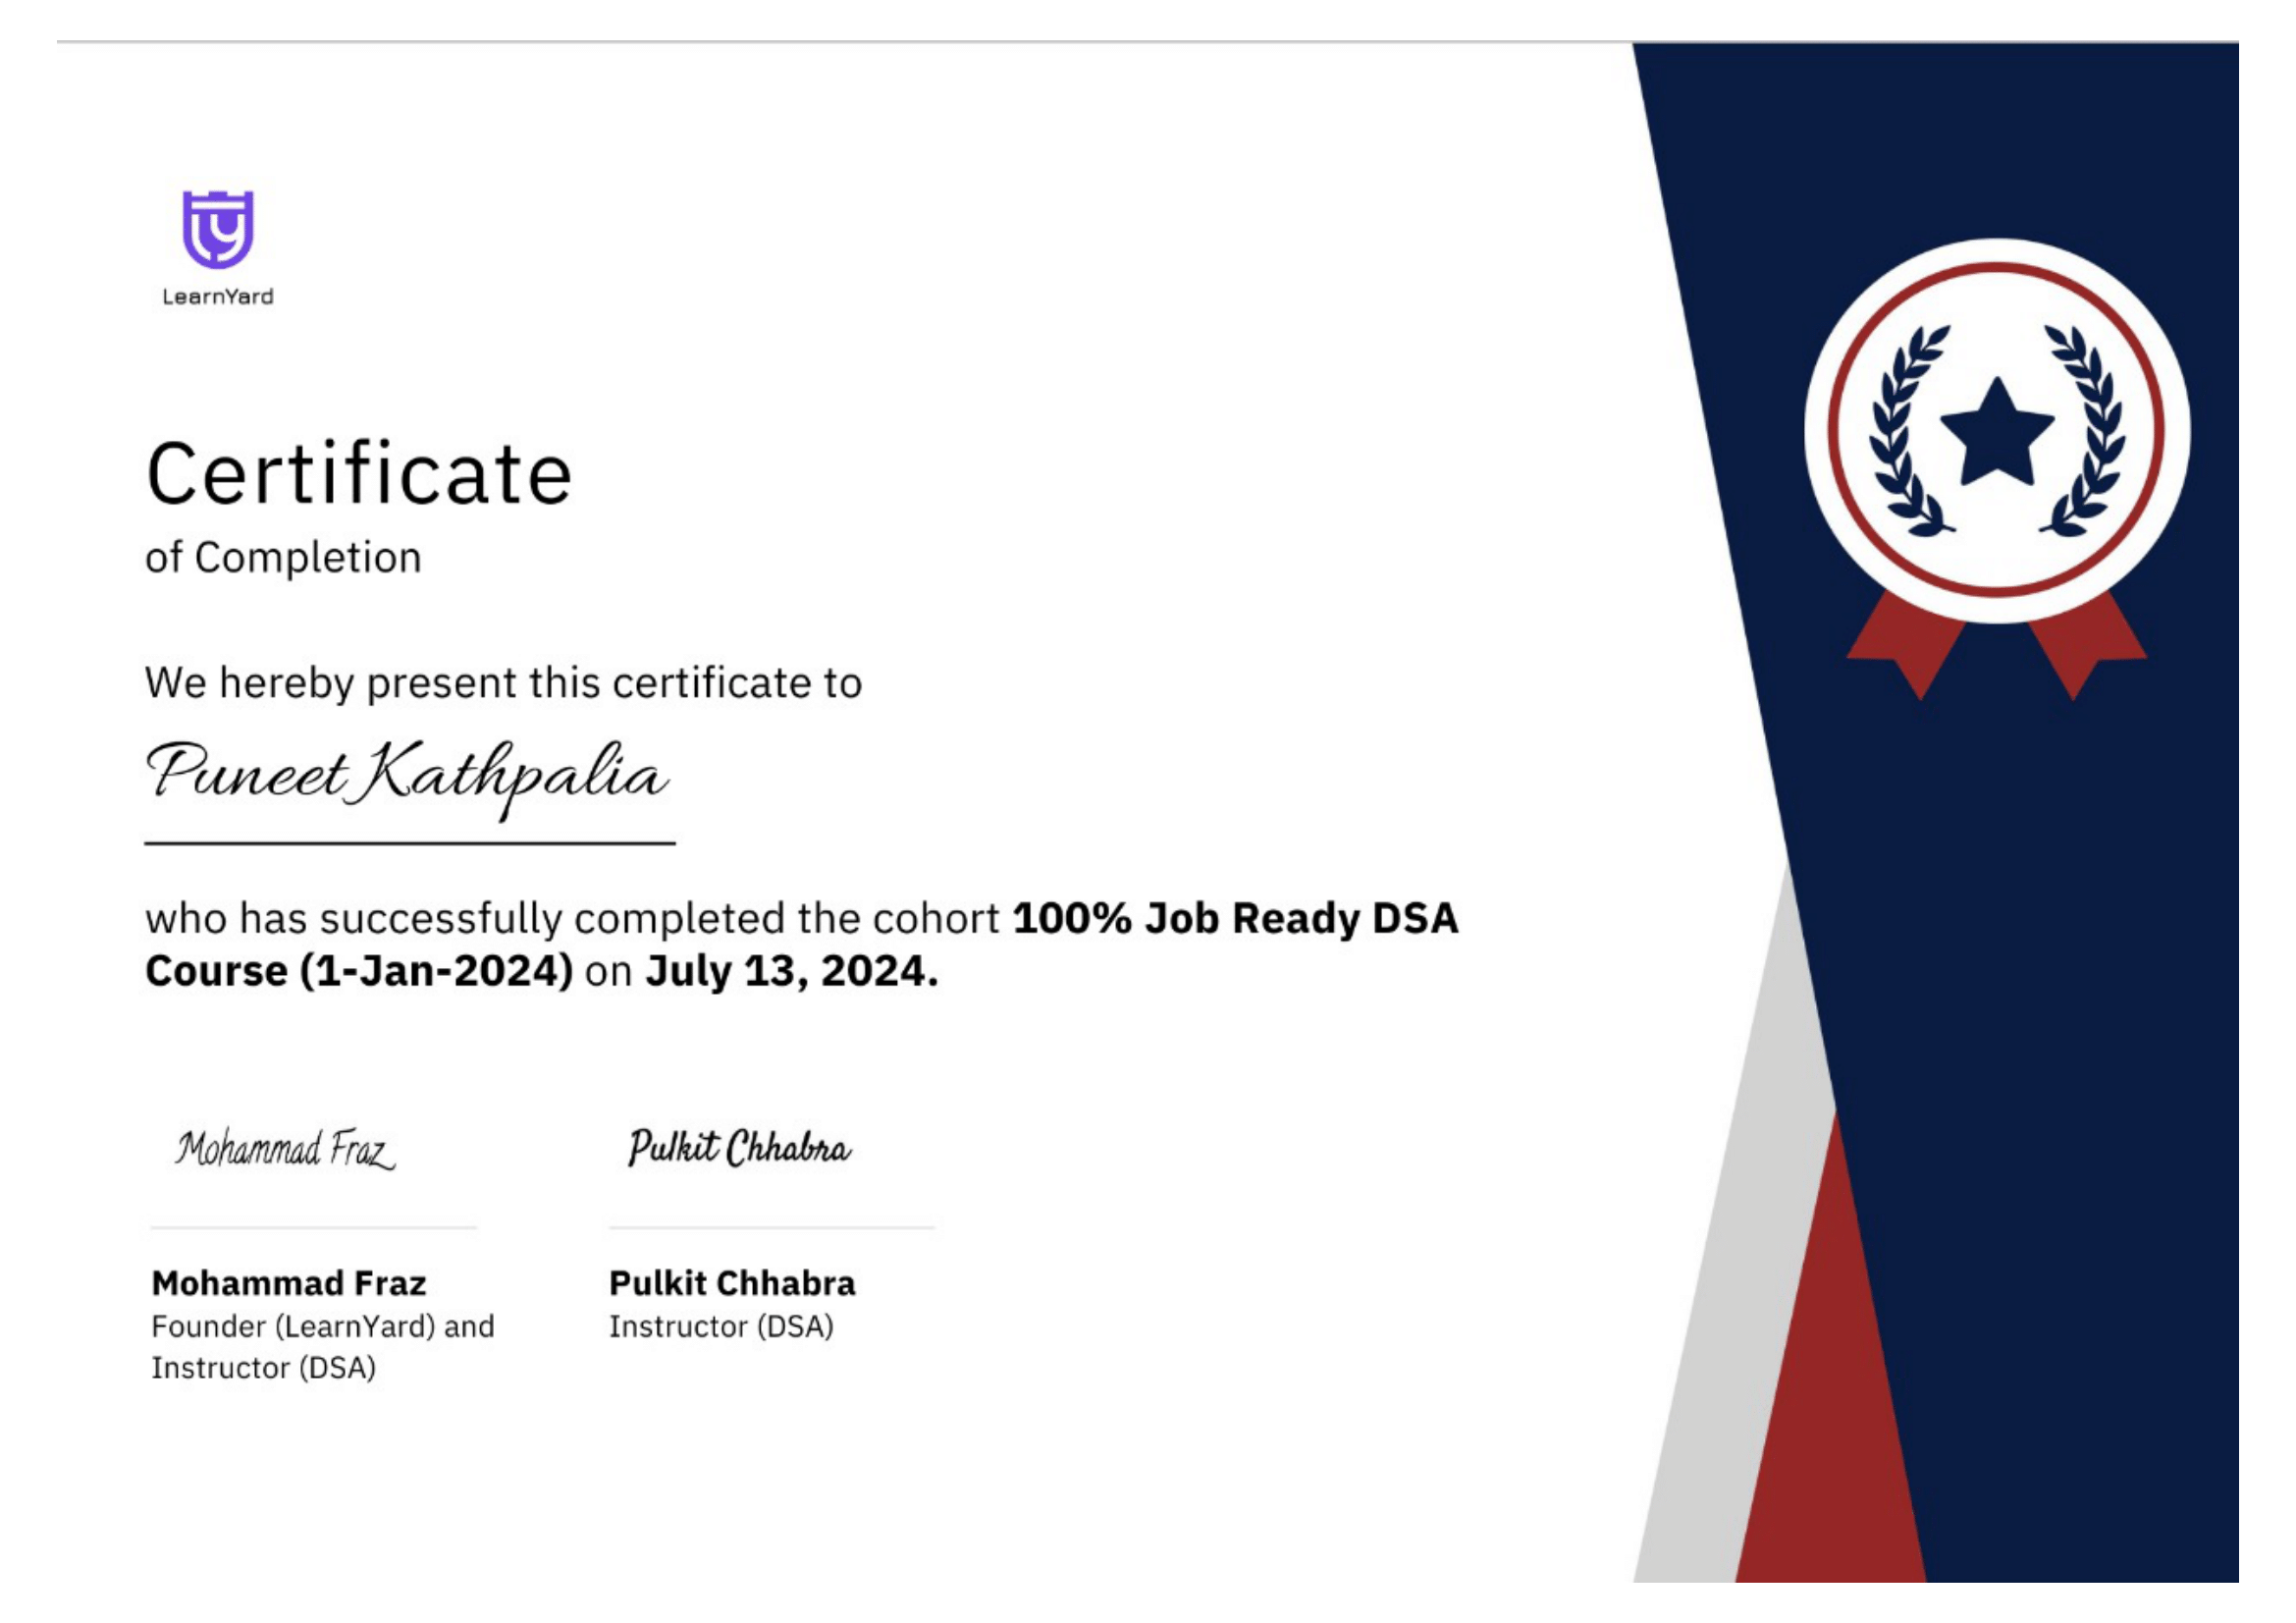 LearnYard
Certificate
of Completion
We hereby present this certificate to
Puneet Kathpalia
who has successfully completed the cohort 100% Job Ready DSA
Course (1-Jan-2024) on July 13, 2024.
Mohammad Fraz
Pulkit Chhabra
Mohammad Fraz
Founder (LearnYard) and
Instructor (DSA)
Pulkit Chhabra
Instructor (DSA)